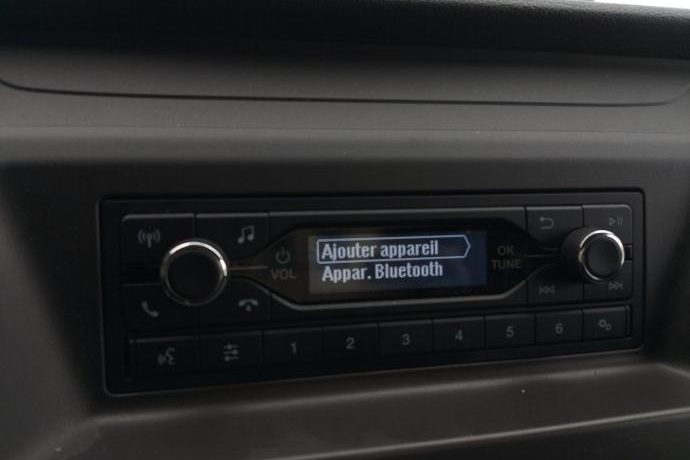 Ajouter appareil
Appar. Bluetooth
VOL
OK
TUNE
1
2
3
4
5
6